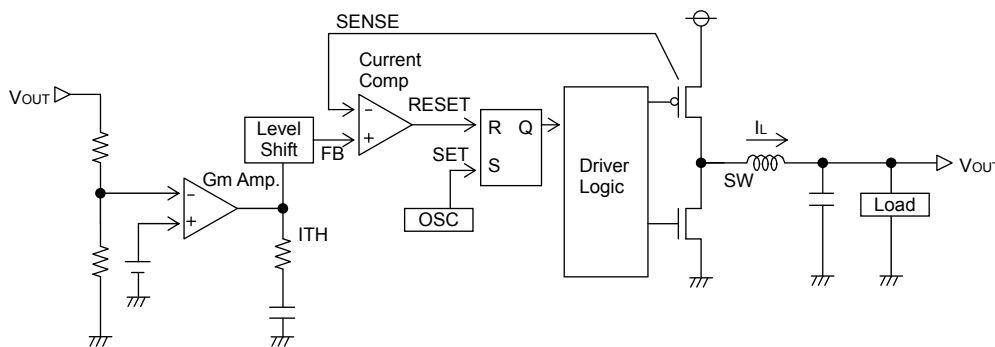 SENSE
Current
Comp
VOUT
RESET
Level
Shift
FB
R Q
S
SET
OSC
Driver
Logic
IL
SW
VOUT
Load
Gm Amp.
ITH
−
+
−
+